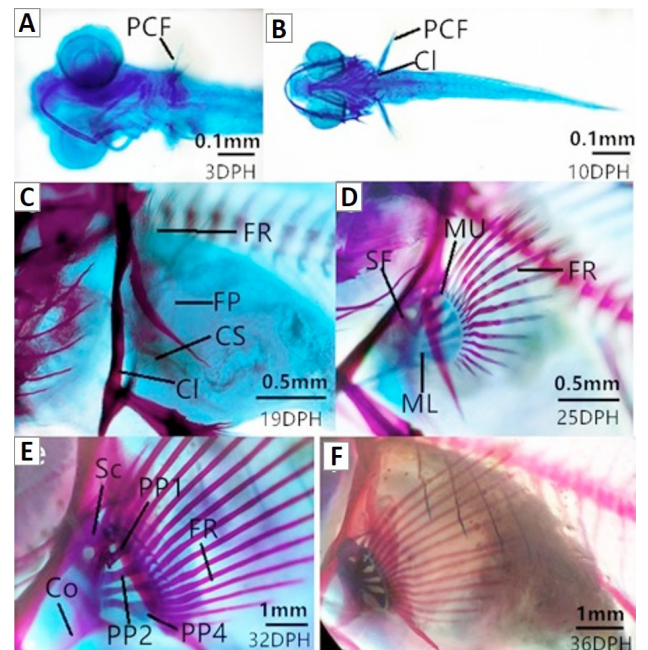 A
PCF
0.1mm
3DPH
B
PCF
Cl
0.1mm
10DPH
C
FR
FP
CS
Cl
0.5mm
19DPH
D
MU
SF
FR
ML
0.5mm
25DPH
E
Sc
PP1
FR
Co
PP2
PP4
1mm
32DPH
F
1mm
36DPH